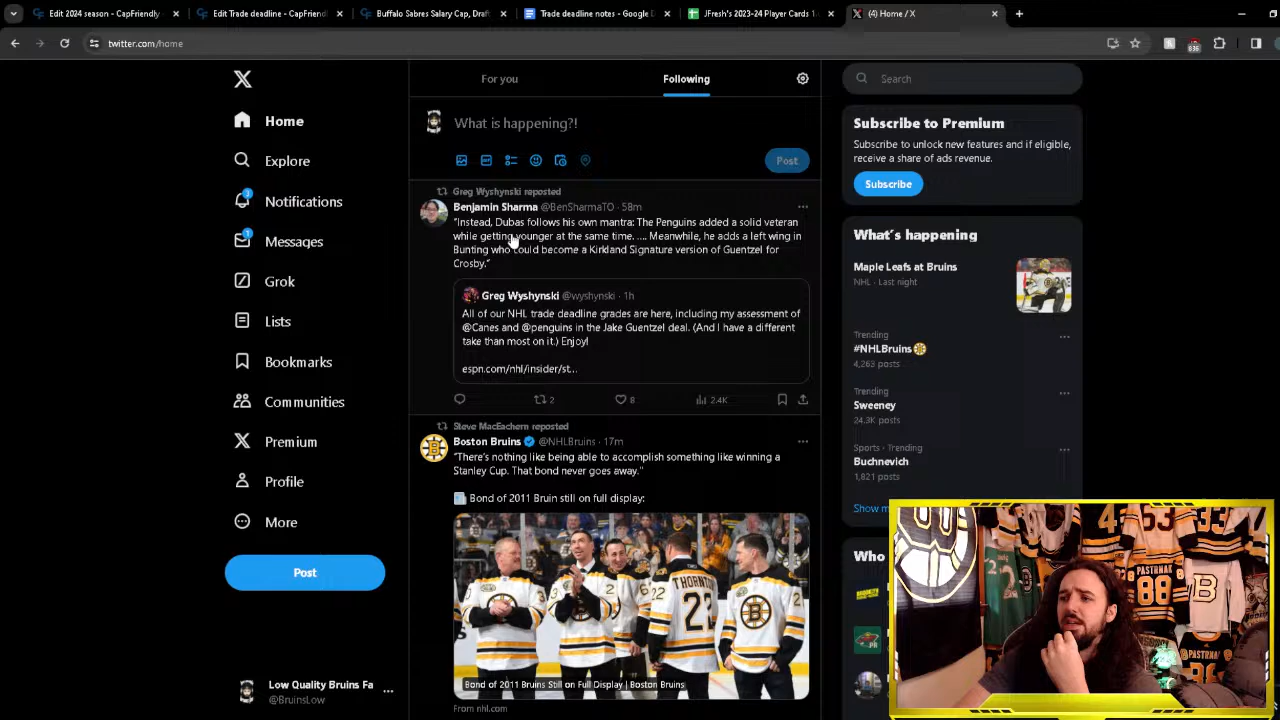 Edit 2024 season - CapFriendly
Edit Trade deadline - CapFriend
Buffalo Sabres Salary Cap, Draf
Trade deadline notes - Google D
JFresh's 2023-24 Player Cards 1.
(4) Home / X
twitter.com/home
836
For you
Following
Search
Home
Explore
Notifications
Messages
Grok
Lists
Bookmarks
Communities
Premium
Profile
More
Post
Low Quality Bruins Fa
@BruinsLow
What is happening?!
Post
Greg Wyshynski reposted
Benjamin Sharma @BenSharmaTO · 58m
"Instead, Dubas follows his own mantra: The Penguins added a solid veteran
while getting younger at the same time. .... Meanwhile, he adds a left wing in
Bunting who could become a Kirkland Signature version of Guentzel for
Crosby."
Greg Wyshynski @wyshynski · 1h
All of our NHL trade deadline grades are here, including my assessment of
@Canes and @penguins in the Jake Guentzel deal. (And I have a different
take than most on it.) Enjoy!
espn.com/nhl/insider/st...
2
8
2.4K
Steve MacEachern reposted
Boston Bruins @NHLBruins · 17m
"There's nothing like being able to accomplish something like winning a
Stanley Cup. That bond never goes away."
Bond of 2011 Bruin still on full display:
THORNTON
22
Bond of 2011 Bruins Still on Full Display | Boston Bruins
From nhl.com
Subscribe to Premium
Subscribe to unlock new features and if eligible,
receive a share of ads revenue.
Subscribe
What's happening
Maple Leafs at Bruins
NHL · Last night
Trending
#NHLBruins
4,263 posts
Trending
Sweeney
24.3K posts
Sports · Trending
Buchnevich
1,821 posts
Show m
Who
PASTRNAK
88
PASTRNAK